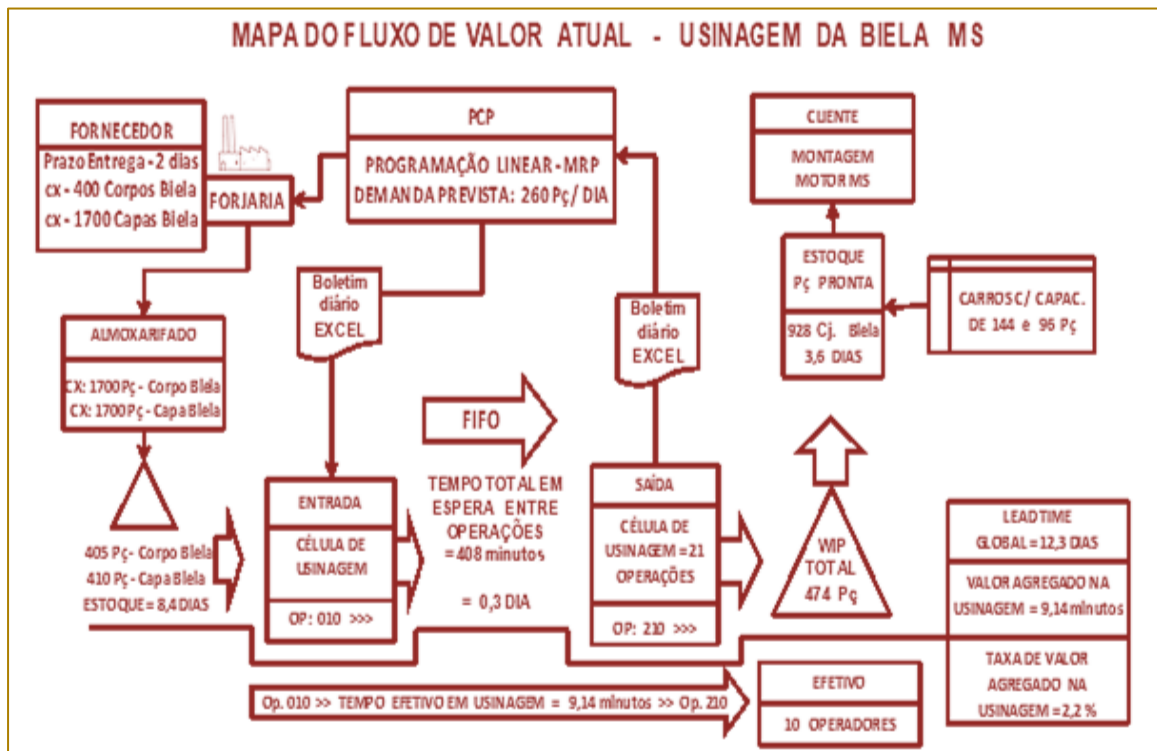 MAPA DO FLUXO DE VALOR ATUAL - USINAGEM DA BIELA MS
FORNECEDOR
Prazo Entrega - 2 dias
cx - 400 Corpos Biela
cx - 1700 Capas Biela
FORJARIA
PCP
PROGRAMAÇÃO LINEAR - MRP
DEMANDA PREVISTA: 260 Pç/ DIA
CLIENTE
MONTAGEM
MOTOR MS
ESTOQUE
Pç PRONTA
928 Cj. Biela
3,6 DIAS
CARROS C/ CAPAC.
DE 144 e 96 Pç
Boletim
diário
EXCEL
Boletim
diário
EXCEL
ALMOXARIFADO
CX: 1700 Pç - Corpo Biela
CX: 1700 Pç - Capa Biela
405 Pç - Corpo Biela
410 Pç - Capa Biela
ESTOQUE = 8,4 DIAS
ENTRADA
CÉLULA DE
USINAGEM
OP: 010 >>>
FIFO
TEMPO TOTAL EM
ESPERA ENTRE
OPERAÇÕES
= 408 minutos
= 0,3 DIA
SAÍDA
CÉLULA DE
USINAGEM = 21
OPERAÇÕES
OP: 210 >>>
WIP
TOTAL
474 Pç
LEAD TIME
GLOBAL = 12,3 DIAS
VALOR AGREGADO NA
USINAGEM = 9,14 minutos
TAXA DE VALOR
AGREGADO NA
USINAGEM = 2,2 %
Op. 010 >> TEMPO EFETIVO EM USINAGEM = 9,14 minutos >> Op. 210
EFETIVO
10 OPERADORES